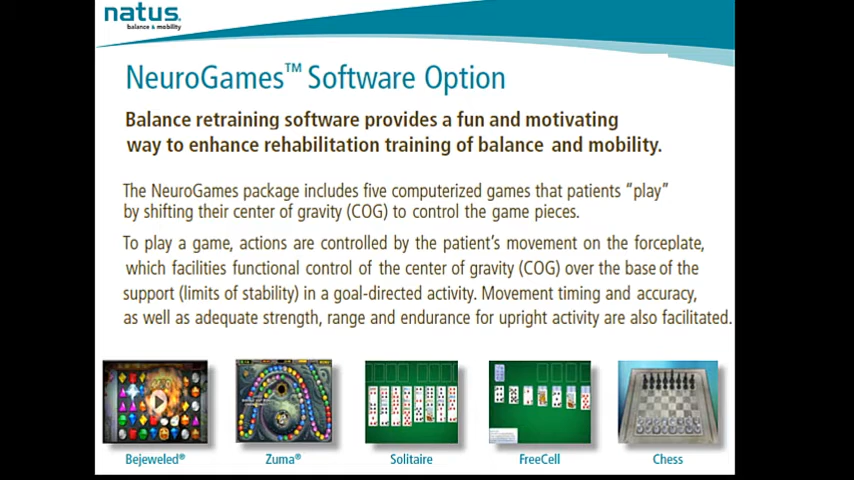 natus®
balance & mobility
NeuroGames™ Software Option
Balance retraining software provides a fun and motivating
way to enhance rehabilitation training of balance and mobility.
The NeuroGames package includes five computerized games that patients “play”
by shifting their center of gravity (COG) to control the game pieces.
To play a game, actions are controlled by the patient’s movement on the forceplate,
which facilities functional control of the center of gravity (COG) over the base of the
support (limits of stability) in a goal-directed activity. Movement timing and accuracy,
as well as adequate strength, range and endurance for upright activity are also facilitated.
Bejeweled® Zuma® Solitaire FreeCell Chess